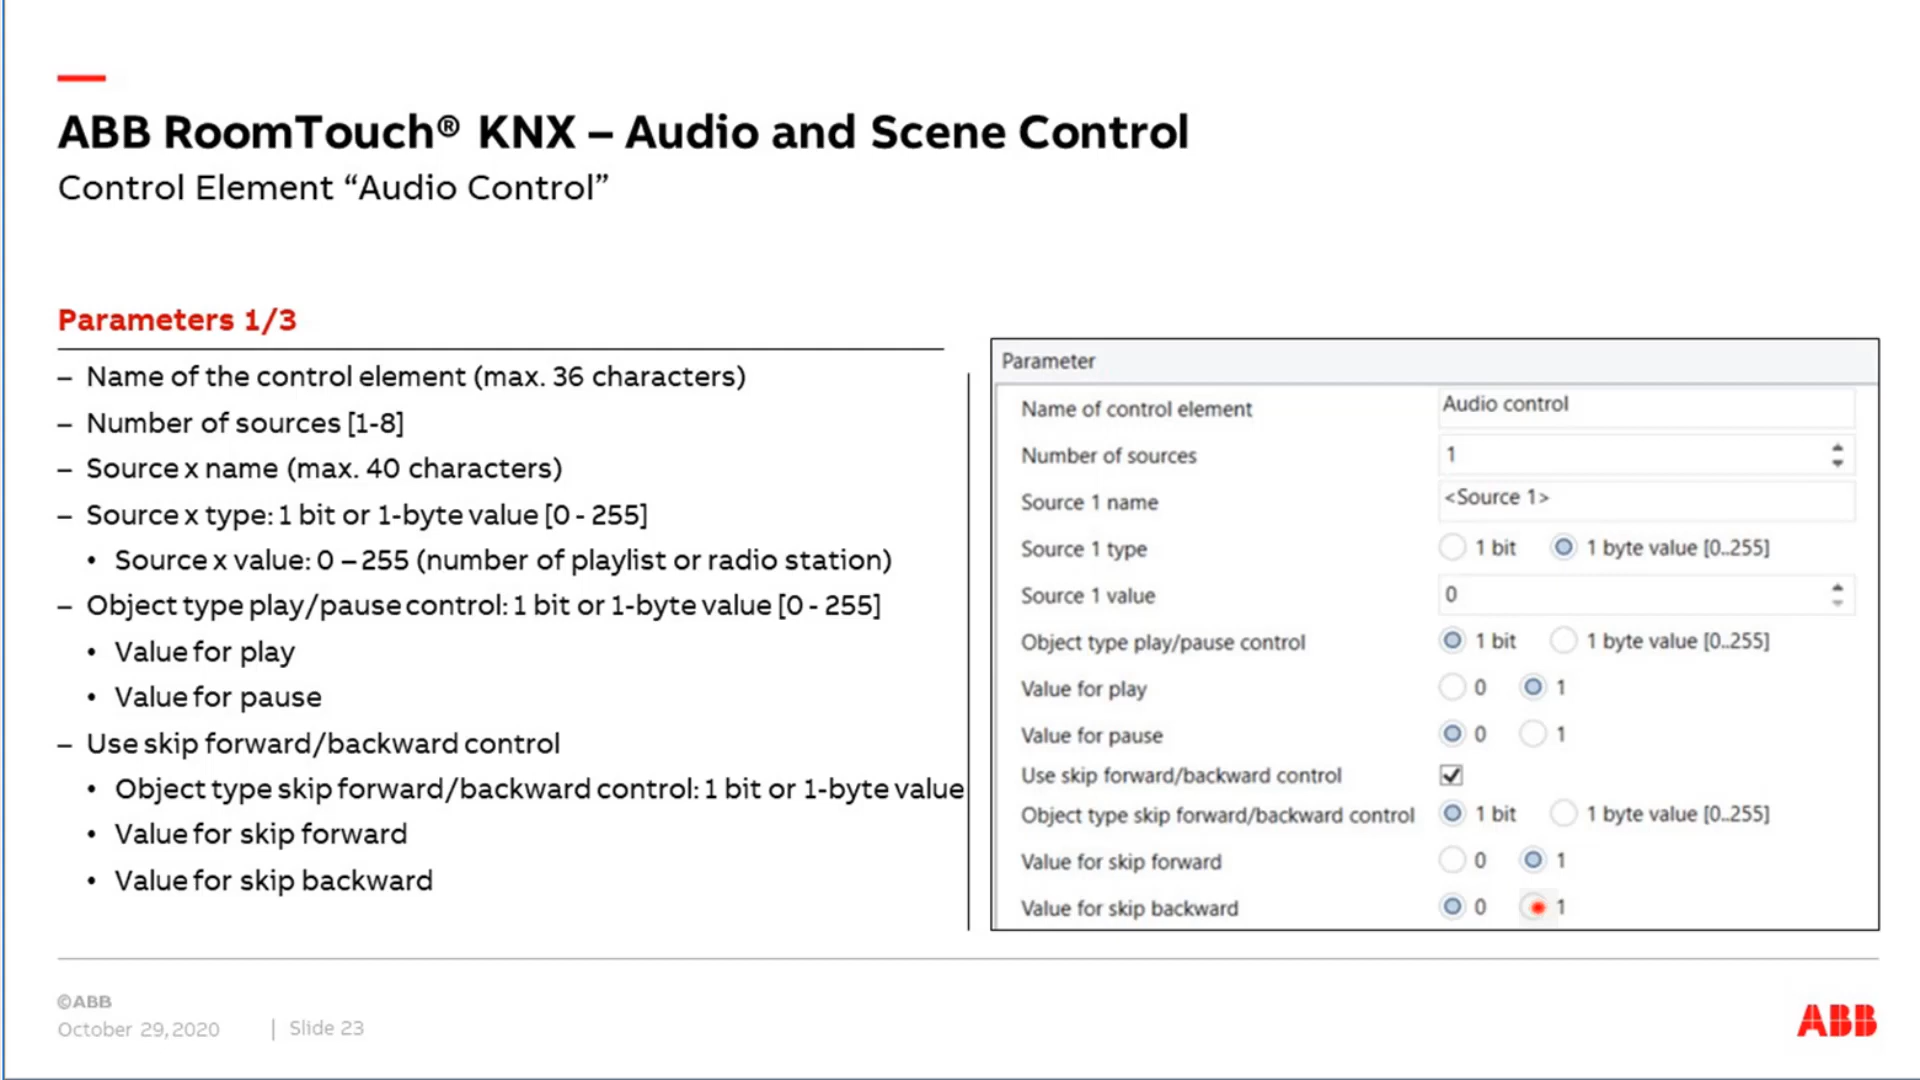 ABB RoomTouch® KNX – Audio and Scene Control
Control Element “Audio Control”
Parameters 1/3
– Name of the control element (max. 36 characters)
– Number of sources [1-8]
– Source x name (max. 40 characters)
– Source x type: 1 bit or 1-byte value [0 - 255]
• Source x value: 0 – 255 (number of playlist or radio station)
– Object type play/pause control: 1 bit or 1-byte value [0 - 255]
• Value for play
• Value for pause
– Use skip forward/backward control
• Object type skip forward/backward control: 1 bit or 1-byte value
• Value for skip forward
• Value for skip backward
Parameter
Name of control element Audio control
Number of sources 1
Source 1 name <Source 1>
Source 1 type 1 bit 1 byte value [0..255]
Source 1 value 0
Object type play/pause control 1 bit 1 byte value [0..255]
Value for play 0 1
Value for pause 0 1
Use skip forward/backward control
Object type skip forward/backward control 1 bit 1 byte value [0..255]
Value for skip forward 0 1
Value for skip backward 0 1
©ABB
October 29, 2020 | Slide 23
ABB